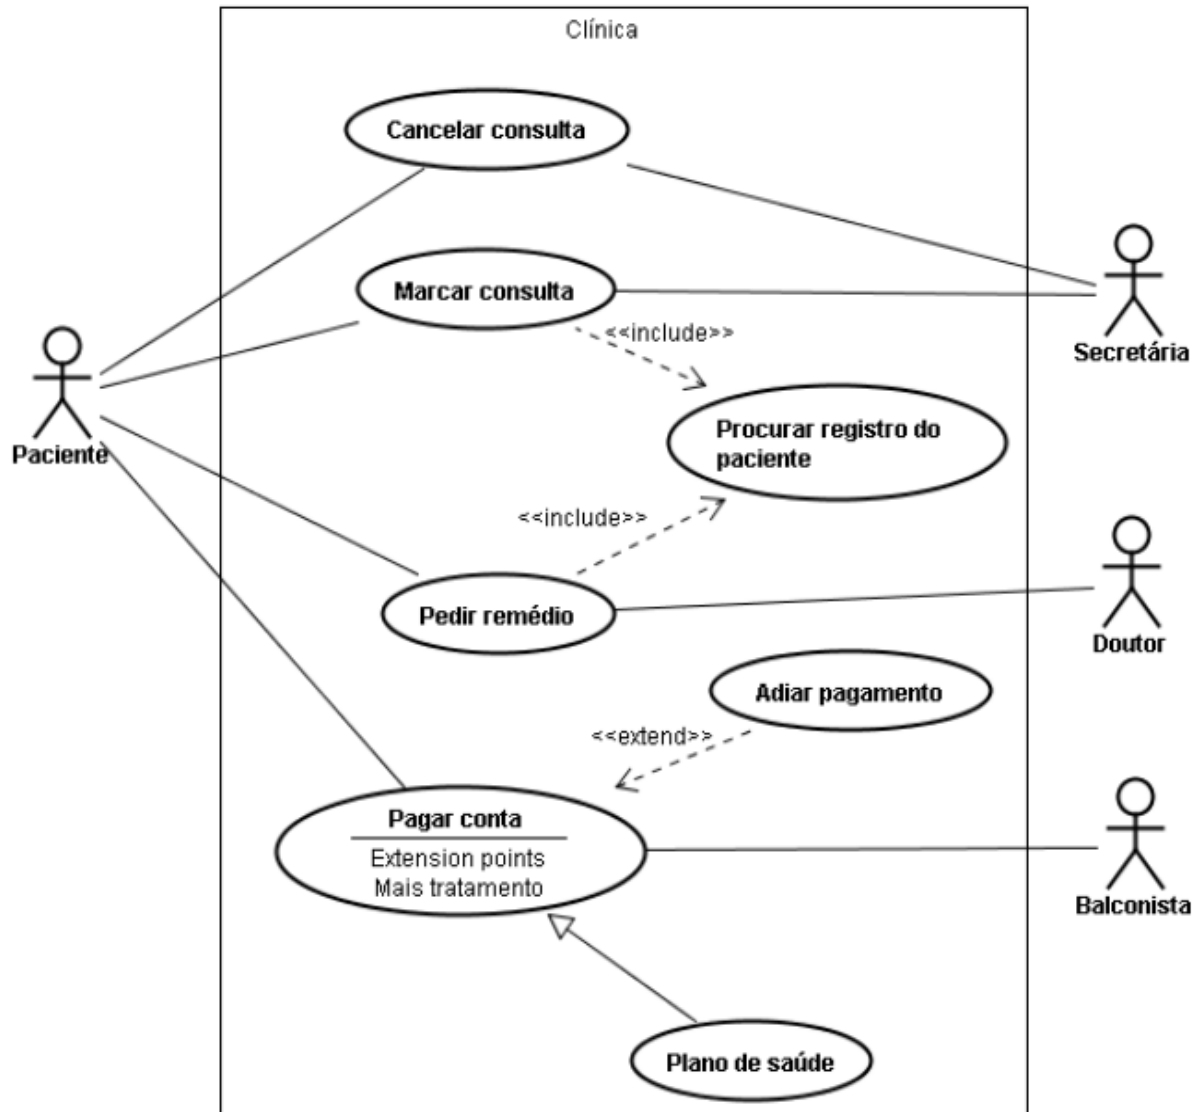 Clínica
Cancelar consulta
Marcar consulta
<<include>>
Secretária
Paciente
Procurar registro do
paciente
<<include>>
Pedir remédio
Doutor
Adiar pagamento
<<extend>>
Pagar conta
Extension points
Mais tratamento
Balconista
Plano de saúde